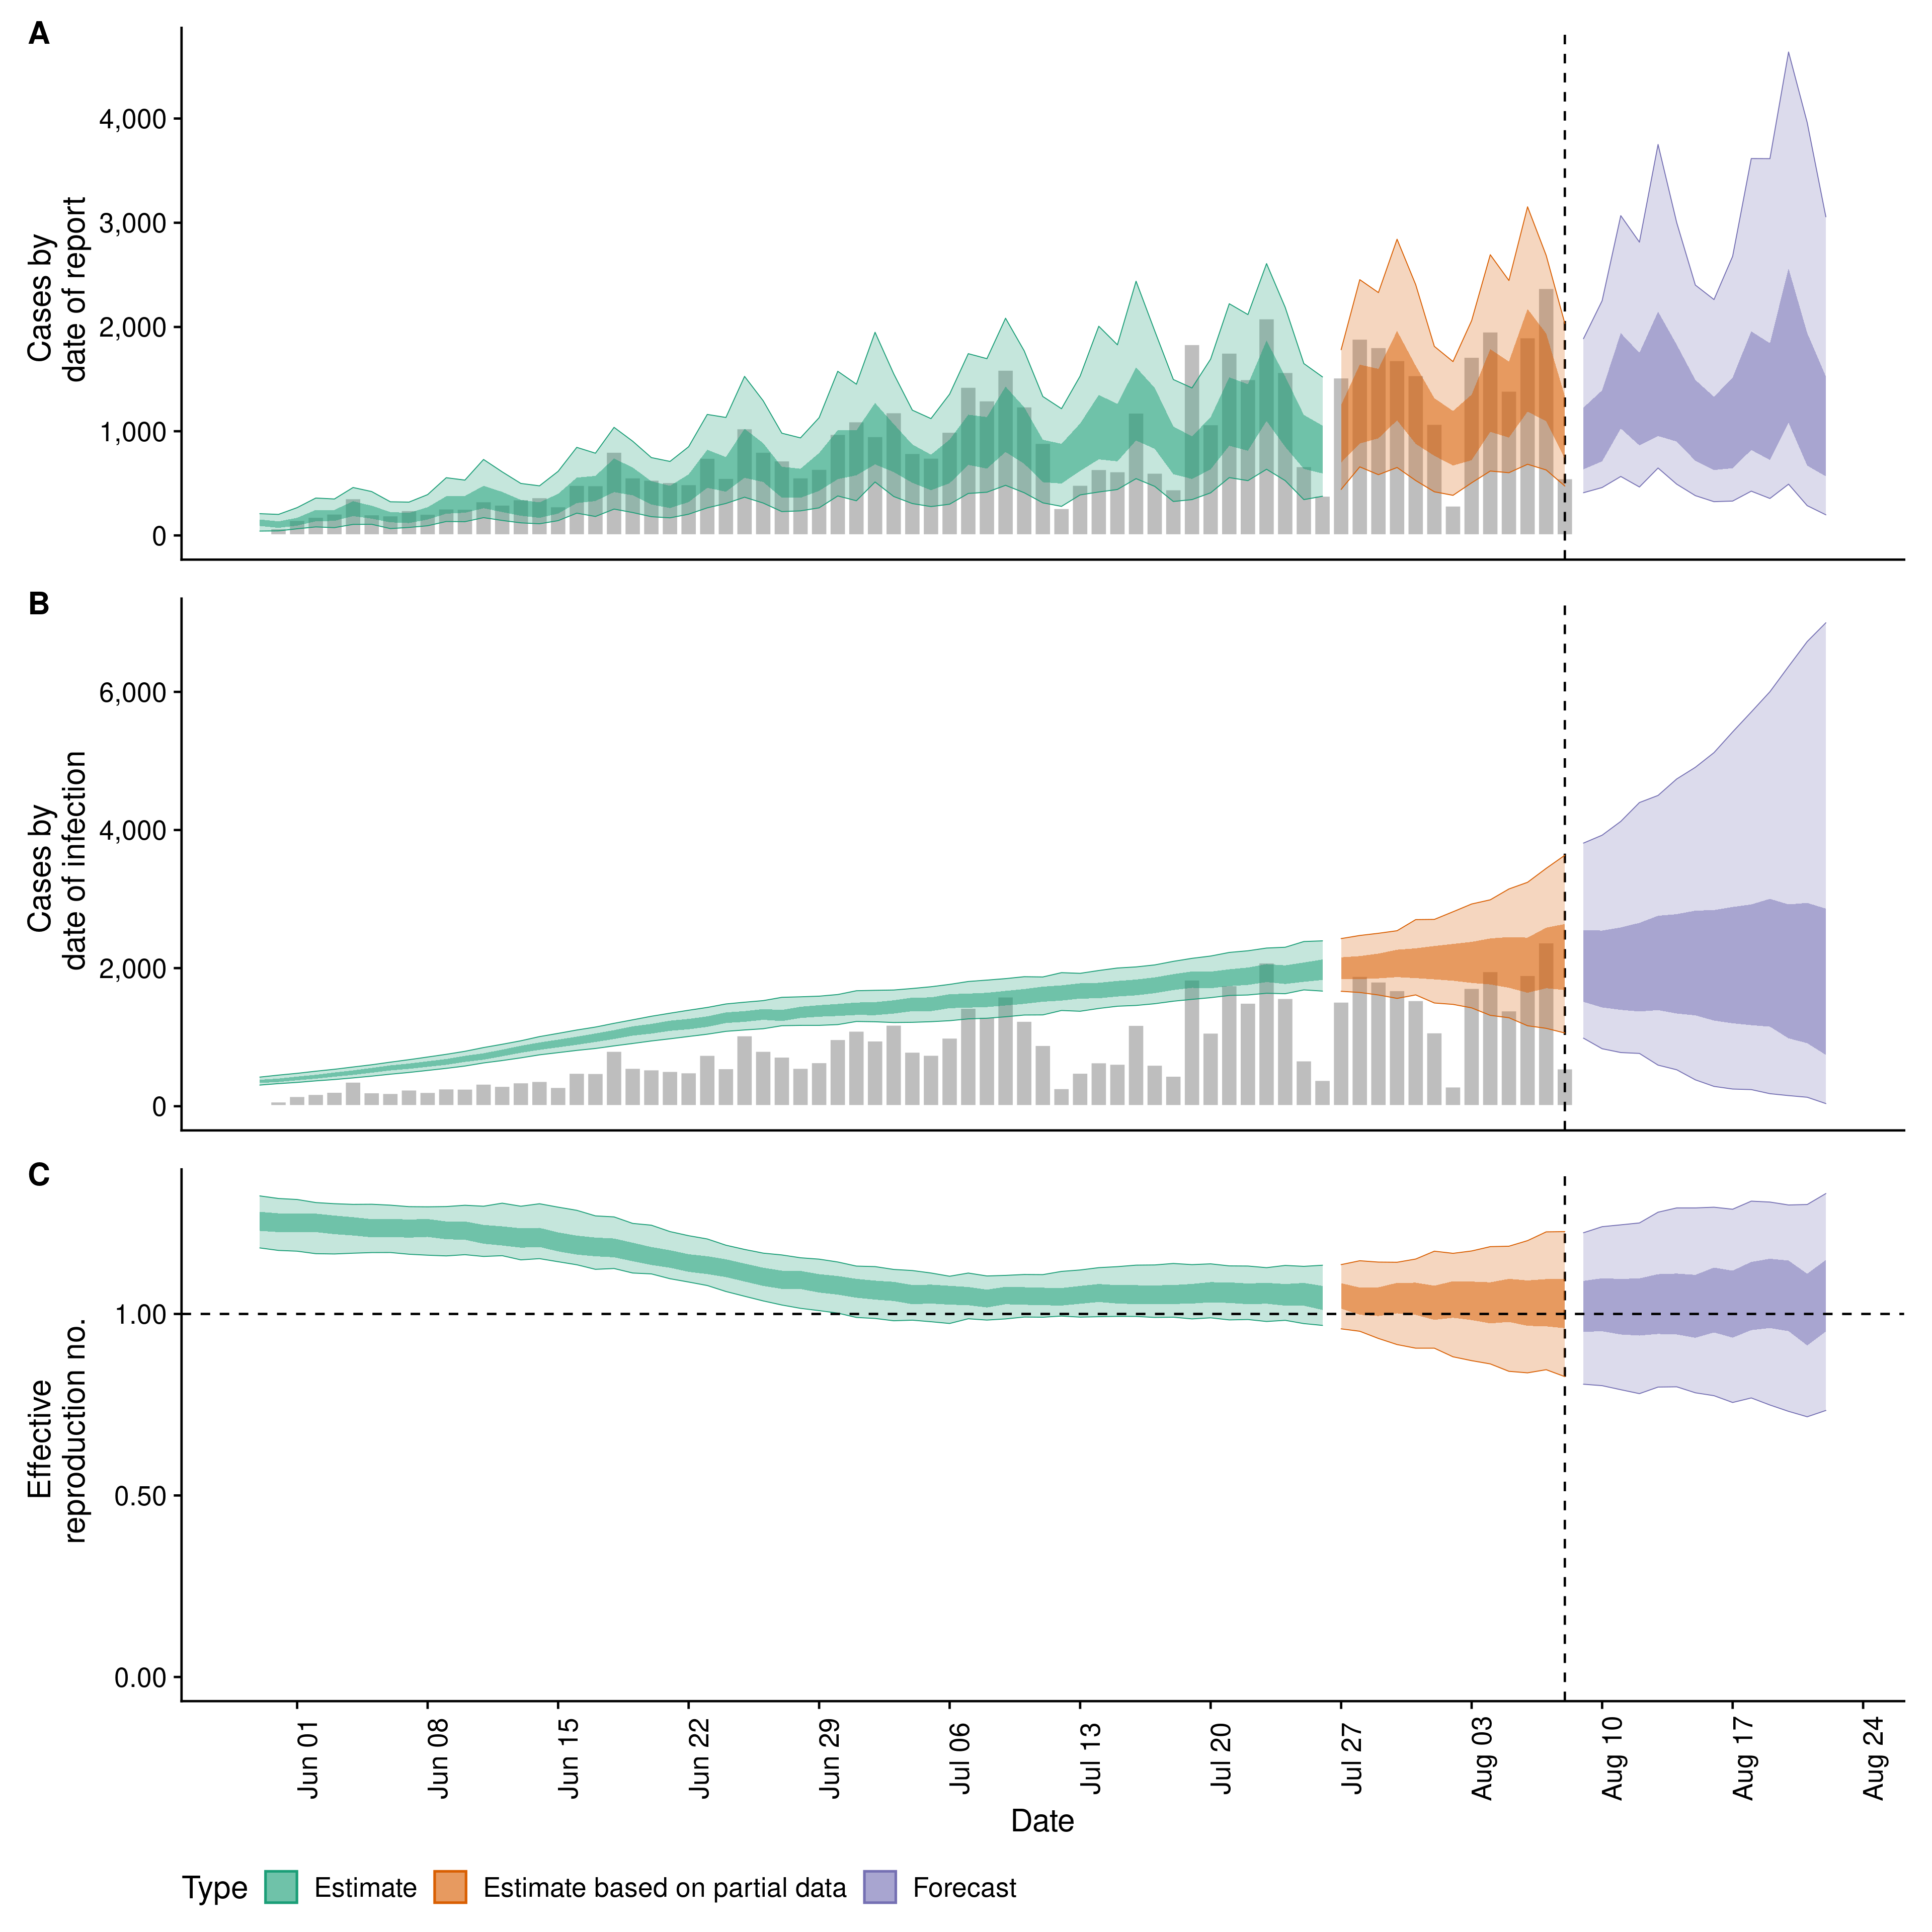 A
Cases by
date of report
4,000
3,000
2,000
1,000
0
B
Cases by
date of infection
6,000
4,000
2,000
0
C
Effective
reproduction no.
1.00
0.50
0.00
Jun 01
Jun 08
Jun 15
Jun 22
Jun 29
Jul 06
Jul 13
Jul 20
Jul 27
Aug 03
Aug 10
Aug 17
Aug 24
Date
Type Estimate Estimate based on partial data Forecast